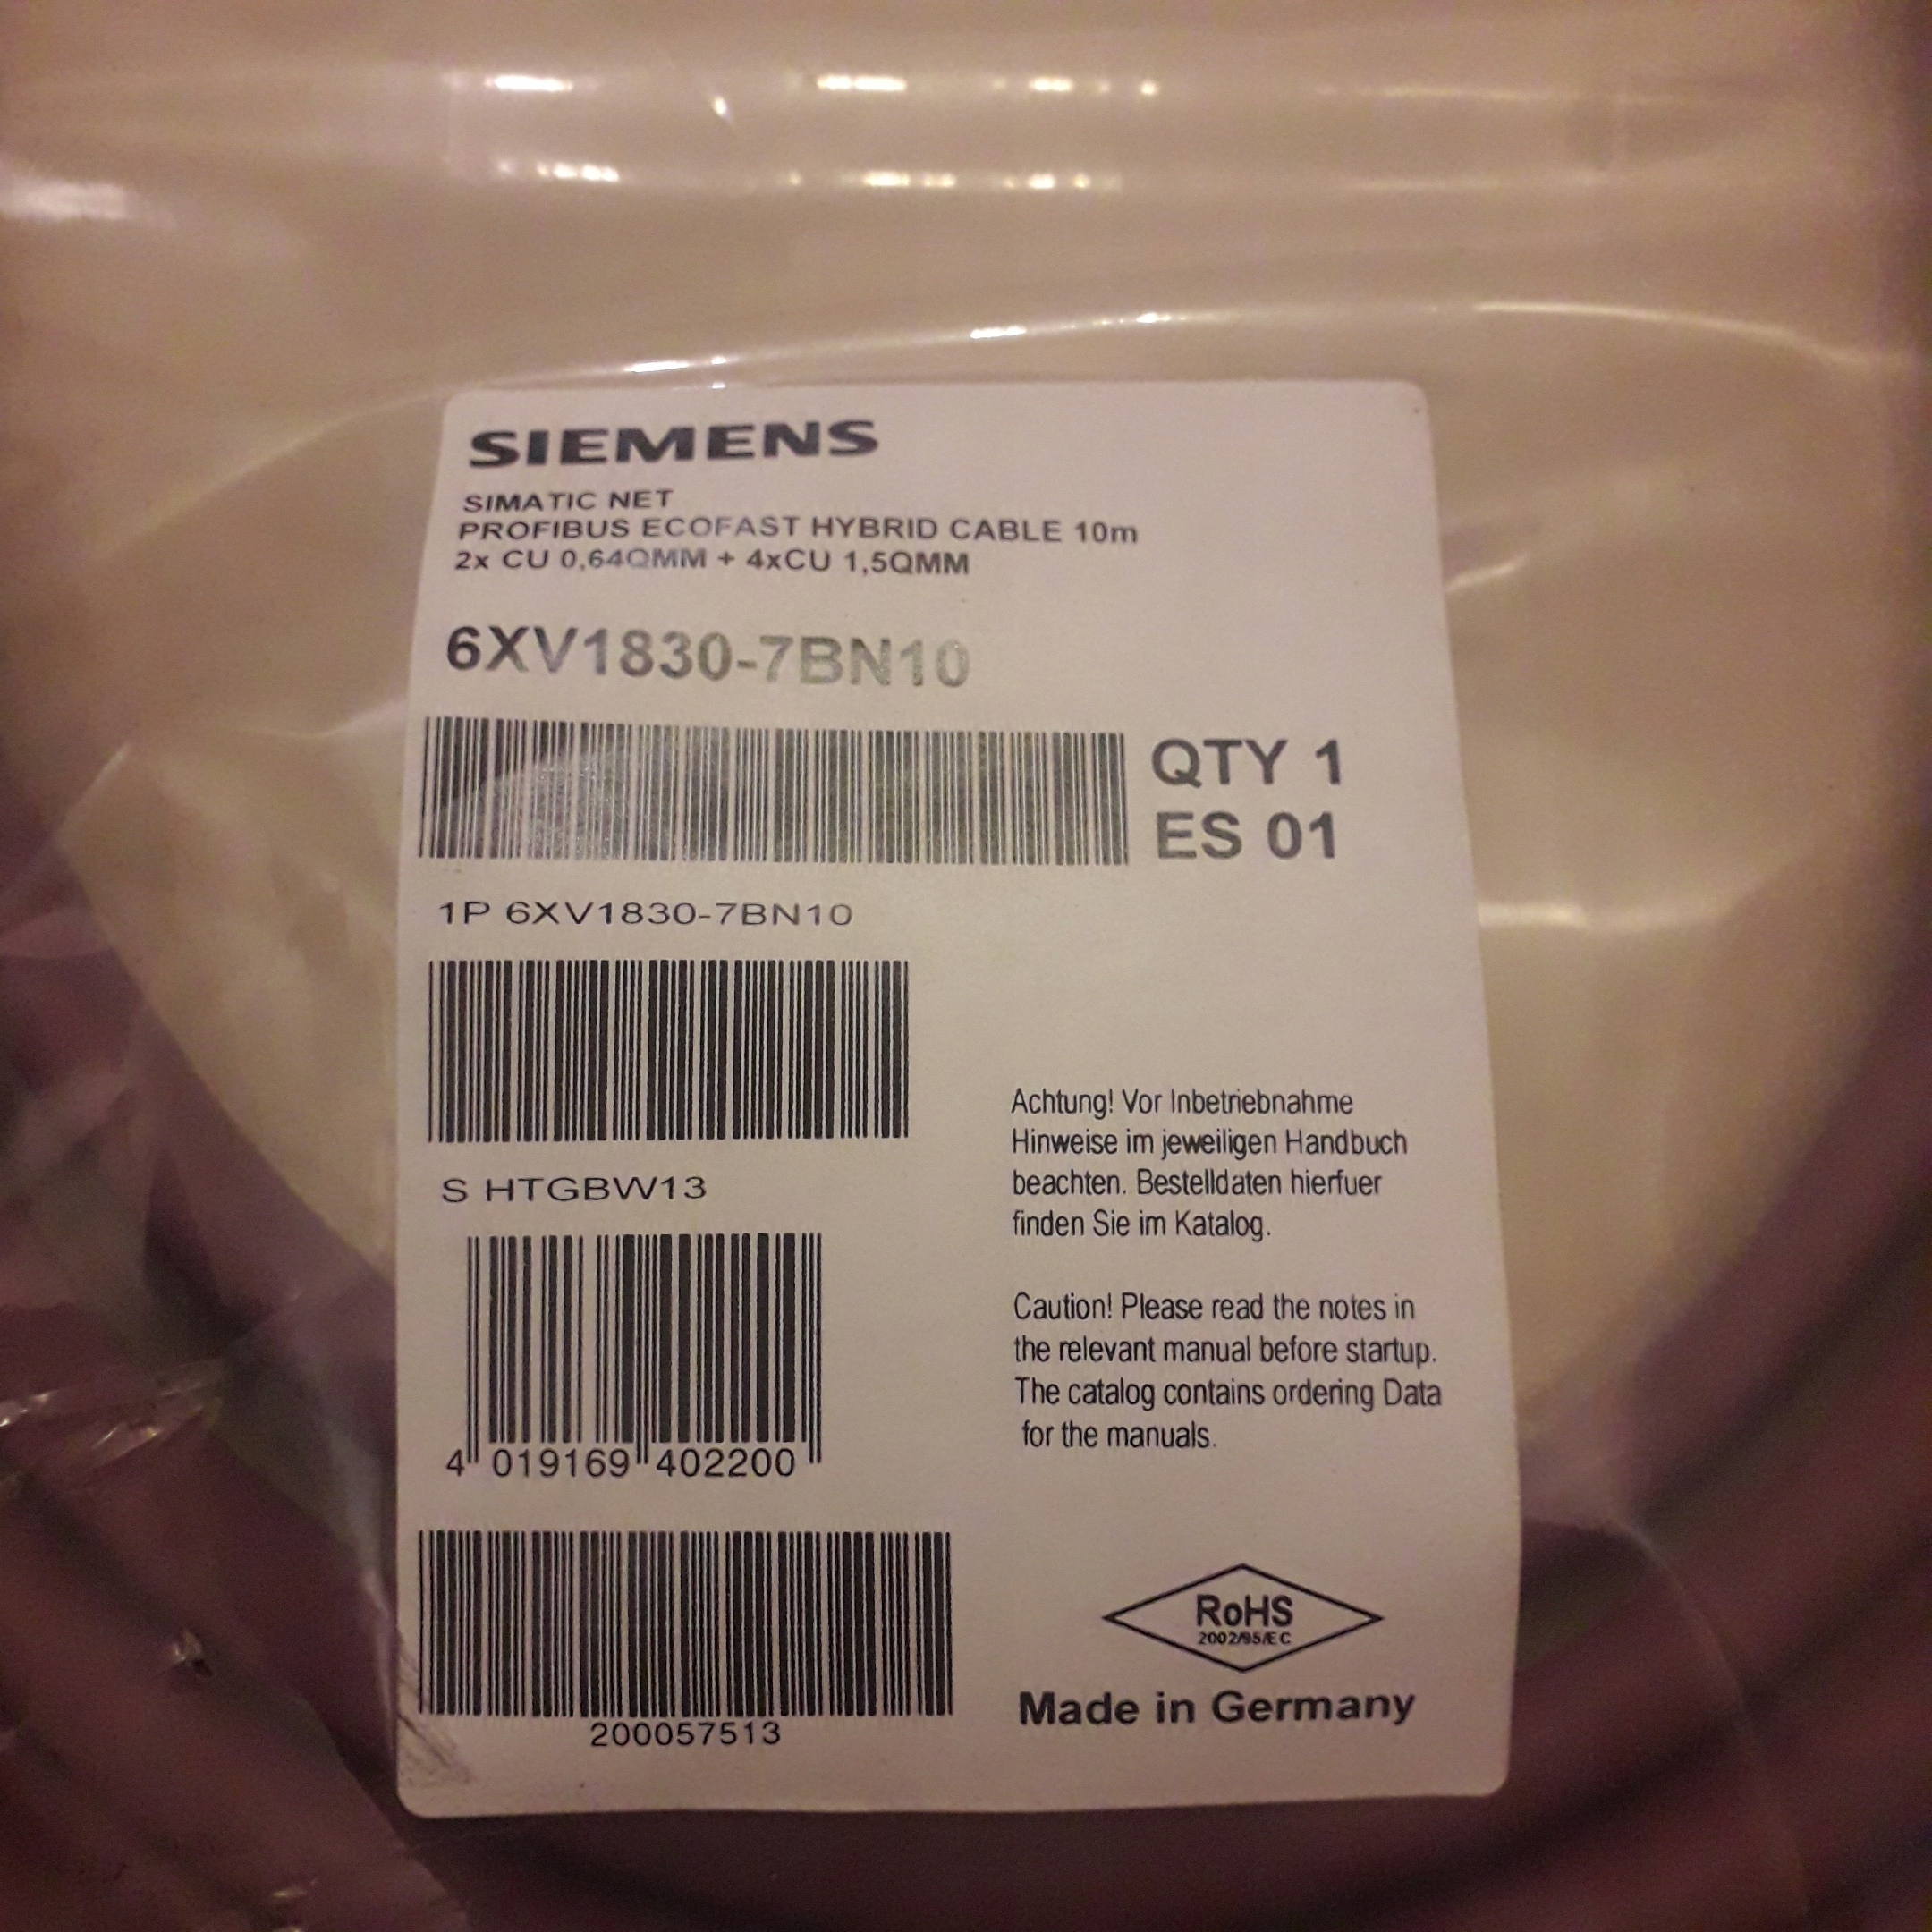 SIEMENS
SIMATIC NET
PROFIBUS ECOFAST HYBRID CABLE 10m
2x CU 0,64QMM + 4xCU 1,5QMM
6XV1830-7BN10
QTY 1
ES 01
1P 6XV1830-7BN10
S HTGBW13
4 019169 402200
200057513
Achtung! Vor Inbetriebnahme
Hinweise im jeweiligen Handbuch
beachten. Bestelldaten hierfuer
finden Sie im Katalog.
Caution! Please read the notes in
the relevant manual before startup.
The catalog contains ordering Data
for the manuals.
RoHS
2002/95/EC
Made in Germany